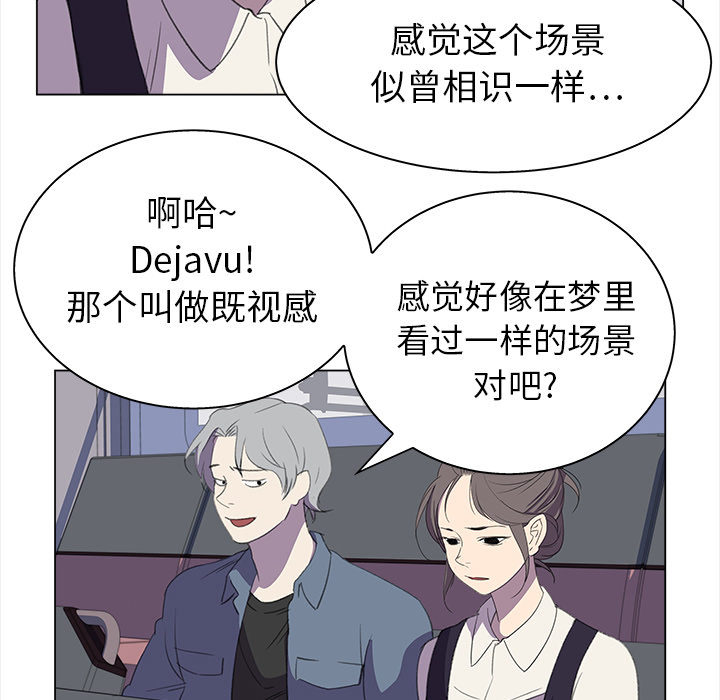 感觉这个场景
似曾相识一样...
啊哈~
Dejavu!
那个叫做既视感
感觉好像在梦里
看过一样的场景
对吧?